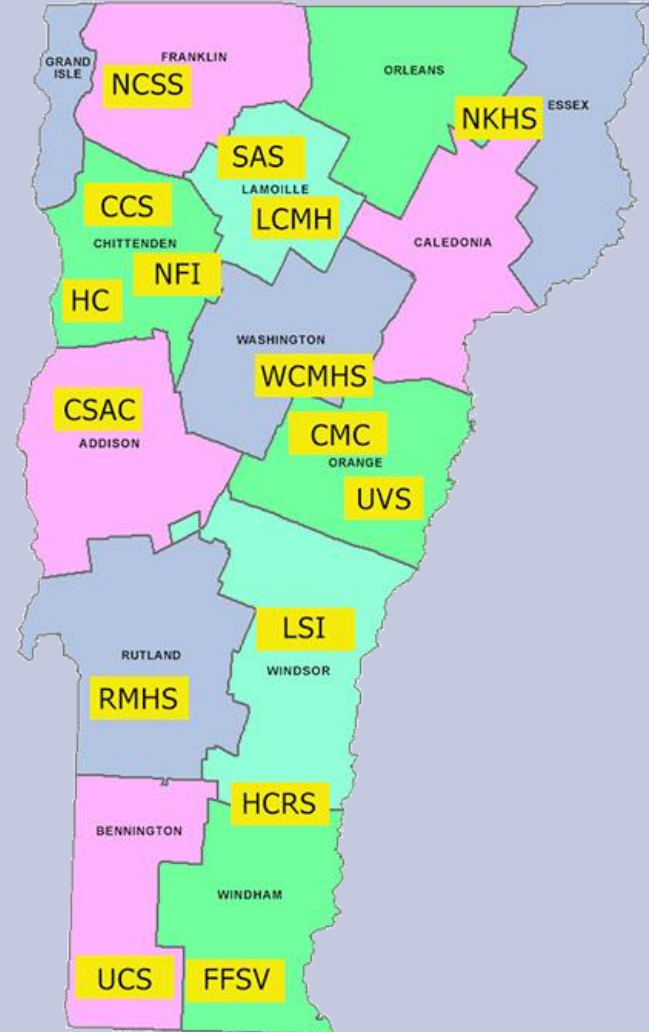 GRAND
ISLE
FRANKLIN
NCSS
ORLEANS
NKHS
ESSEX
SAS
LAMOILLE
LCMH
CCS
CHITTENDEN
NFI
HC
CALEDONIA
WASHINGTON
WCMHS
CSAC
ADDISON
CMC
ORANGE
UVS
LSI
WINDSOR
RUTLAND
RMHS
HCRS
BENNINGTON
WINDHAM
UCS
FFSV